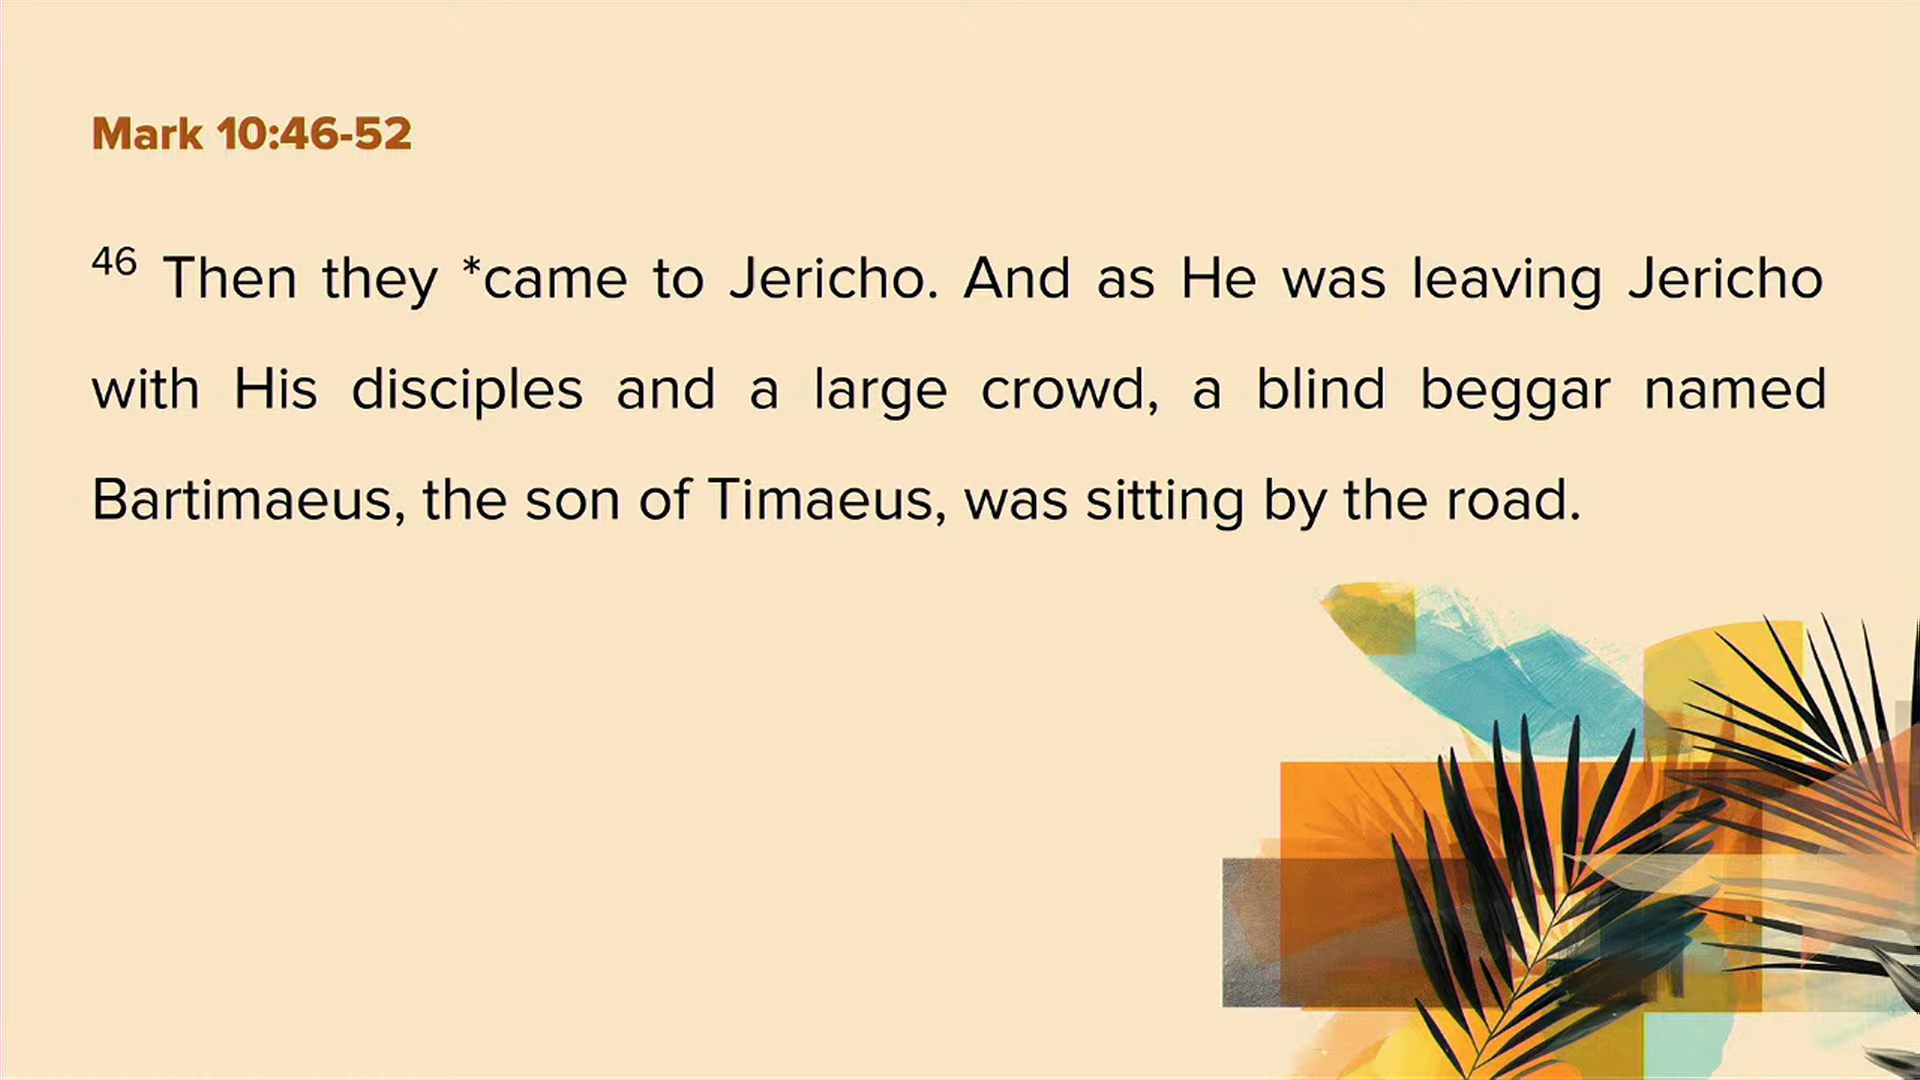 Mark 10:46-52
46 Then they *came to Jericho. And as He was leaving Jericho
with His disciples and a large crowd, a blind beggar named
Bartimaeus, the son of Timaeus, was sitting by the road.